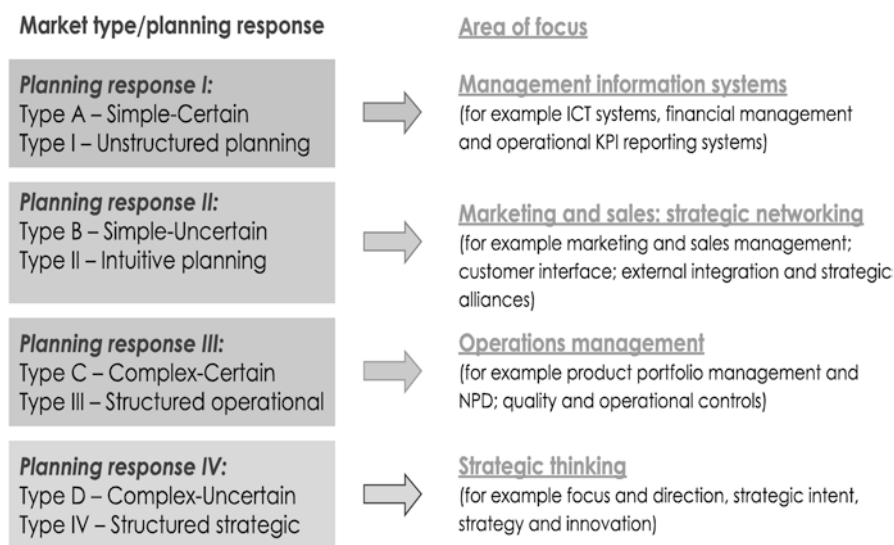 Market type/planning response
Area of focus
Planning response I:
Type A – Simple-Certain
Type I – Unstructured planning
Management information systems
(for example ICT systems, financial management
and operational KPI reporting systems)
Planning response II:
Type B – Simple-Uncertain
Type II – Intuitive planning
Marketing and sales: strategic networking
(for example marketing and sales management;
customer interface; external integration and strategic
alliances)
Planning response III:
Type C – Complex-Certain
Type III – Structured operational
Operations management
(for example product portfolio management and
NPD; quality and operational controls)
Planning response IV:
Type D – Complex-Uncertain
Type IV – Structured strategic
Strategic thinking
(for example focus and direction, strategic intent,
strategy and innovation)